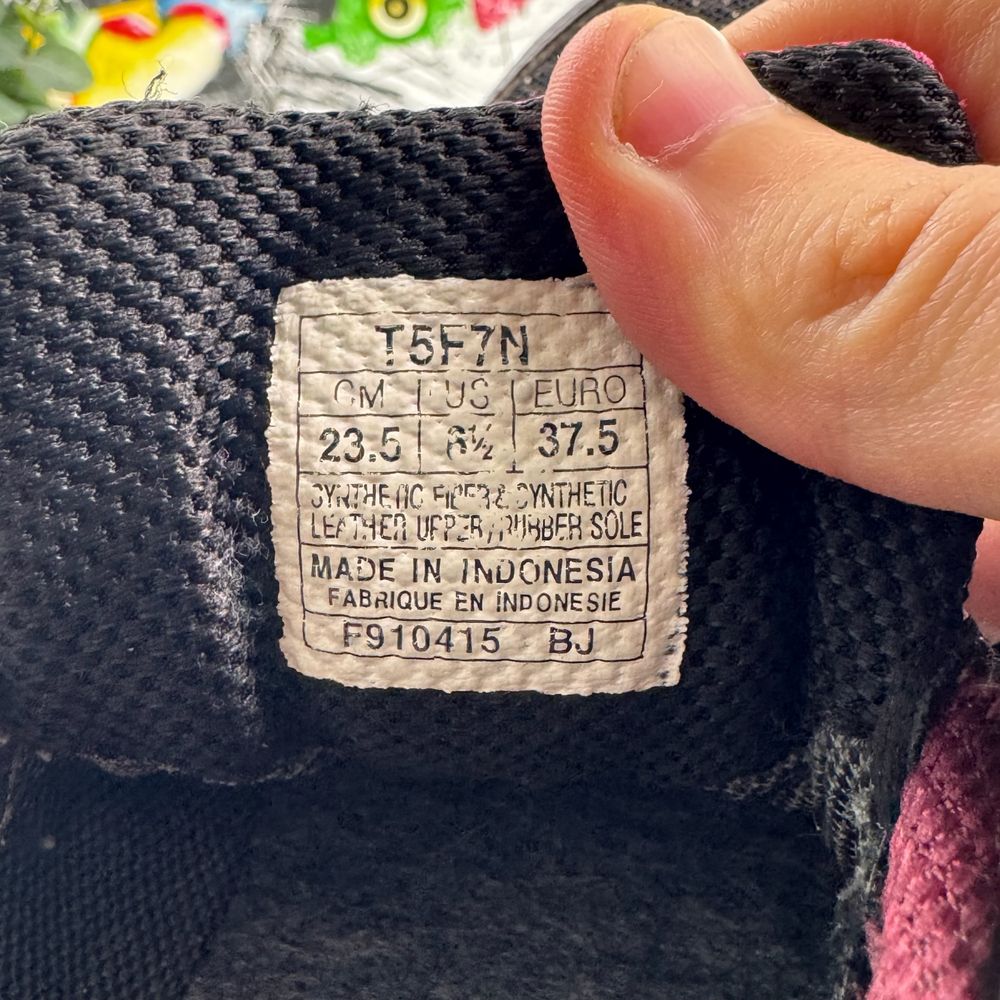 T5F7N
CM US EURO
23.5 6½ 37.5
SYNTHETIC FIBER & SYNTHETIC
LEATHER UPPER / RUBBER SOLE
MADE IN INDONESIA
FABRIQUE EN INDONESIE
F910415 BJ